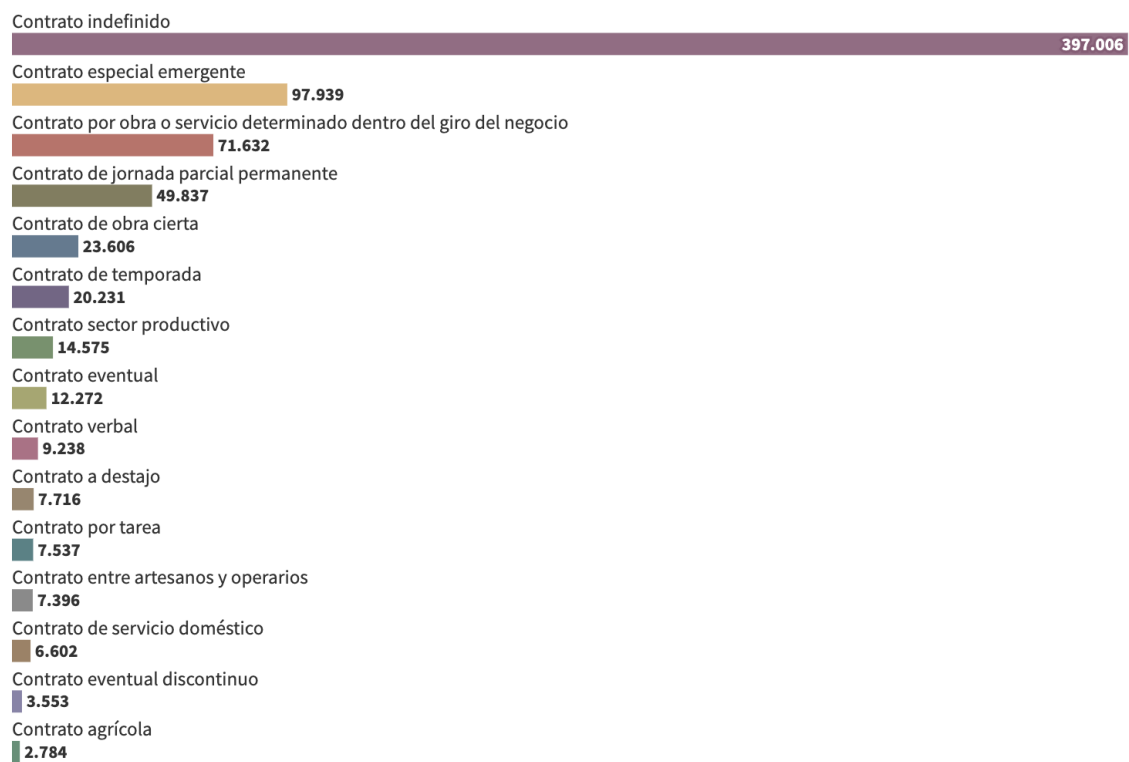 Contrato indefinido
397.006
Contrato especial emergente
97.939
Contrato por obra o servicio determinado dentro del giro del negocio
71.632
Contrato de jornada parcial permanente
49.837
Contrato de obra cierta
23.606
Contrato de temporada
20.231
Contrato sector productivo
14.575
Contrato eventual
12.272
Contrato verbal
9.238
Contrato a destajo
7.716
Contrato por tarea
7.537
Contrato entre artesanos y operarios
7.396
Contrato de servicio doméstico
6.602
Contrato eventual discontinuo
3.553
Contrato agrícola
2.784